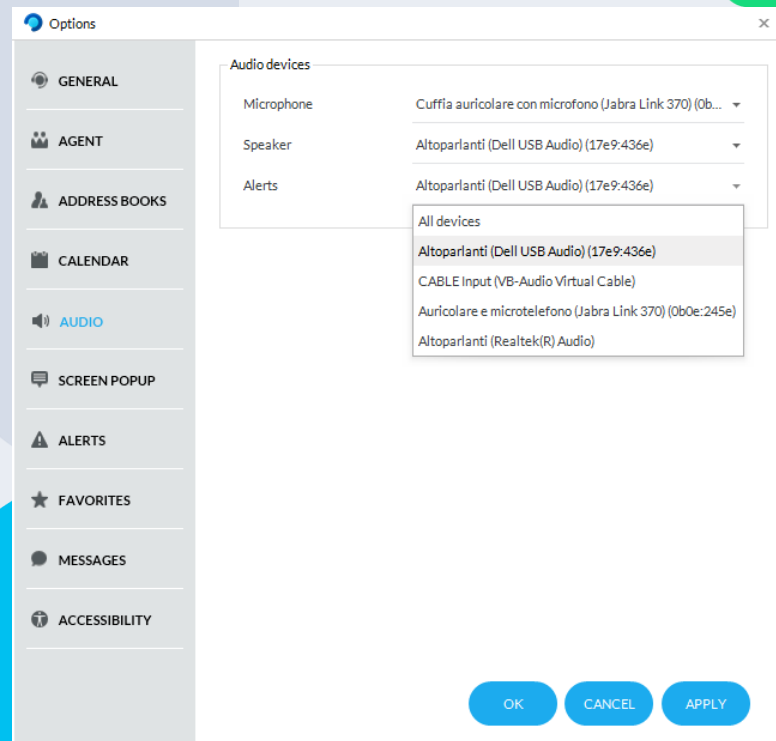 Options
GENERAL
AGENT
ADDRESS BOOKS
CALENDAR
AUDIO
SCREEN POPUP
ALERTS
FAVORITES
MESSAGES
ACCESSIBILITY
Audio devices
Microphone
Cuffia auricolare con microfono (Jabra Link 370) (0b...
Speaker
Altoparlanti (Dell USB Audio) (17e9:436e)
Alerts
Altoparlanti (Dell USB Audio) (17e9:436e)
All devices
Altoparlanti (Dell USB Audio) (17e9:436e)
CABLE Input (VB-Audio Virtual Cable)
Auricolare e microtelefono (Jabra Link 370) (0b0e:245e)
Altoparlanti (Realtek(R) Audio)
OK
CANCEL
APPLY